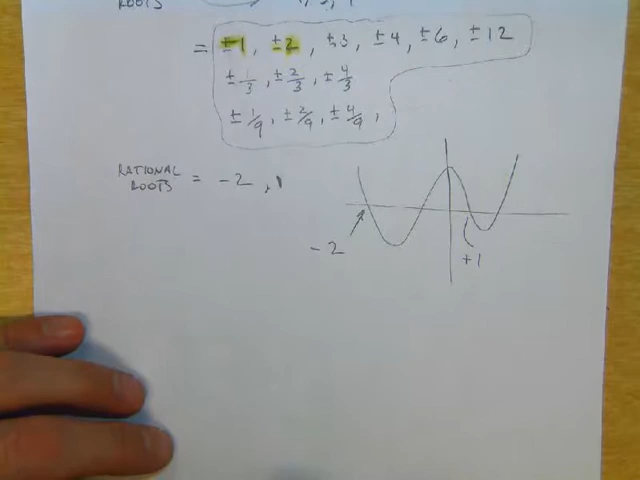 ROOTS
= ±1, ±2, ±3, ±4, ±6, ±12
± 1/3, ± 2/3, ± 4/3
± 1/9, ± 2/9, ± 4/9,
RATIONAL ROOTS = -2, 1
-2
+1